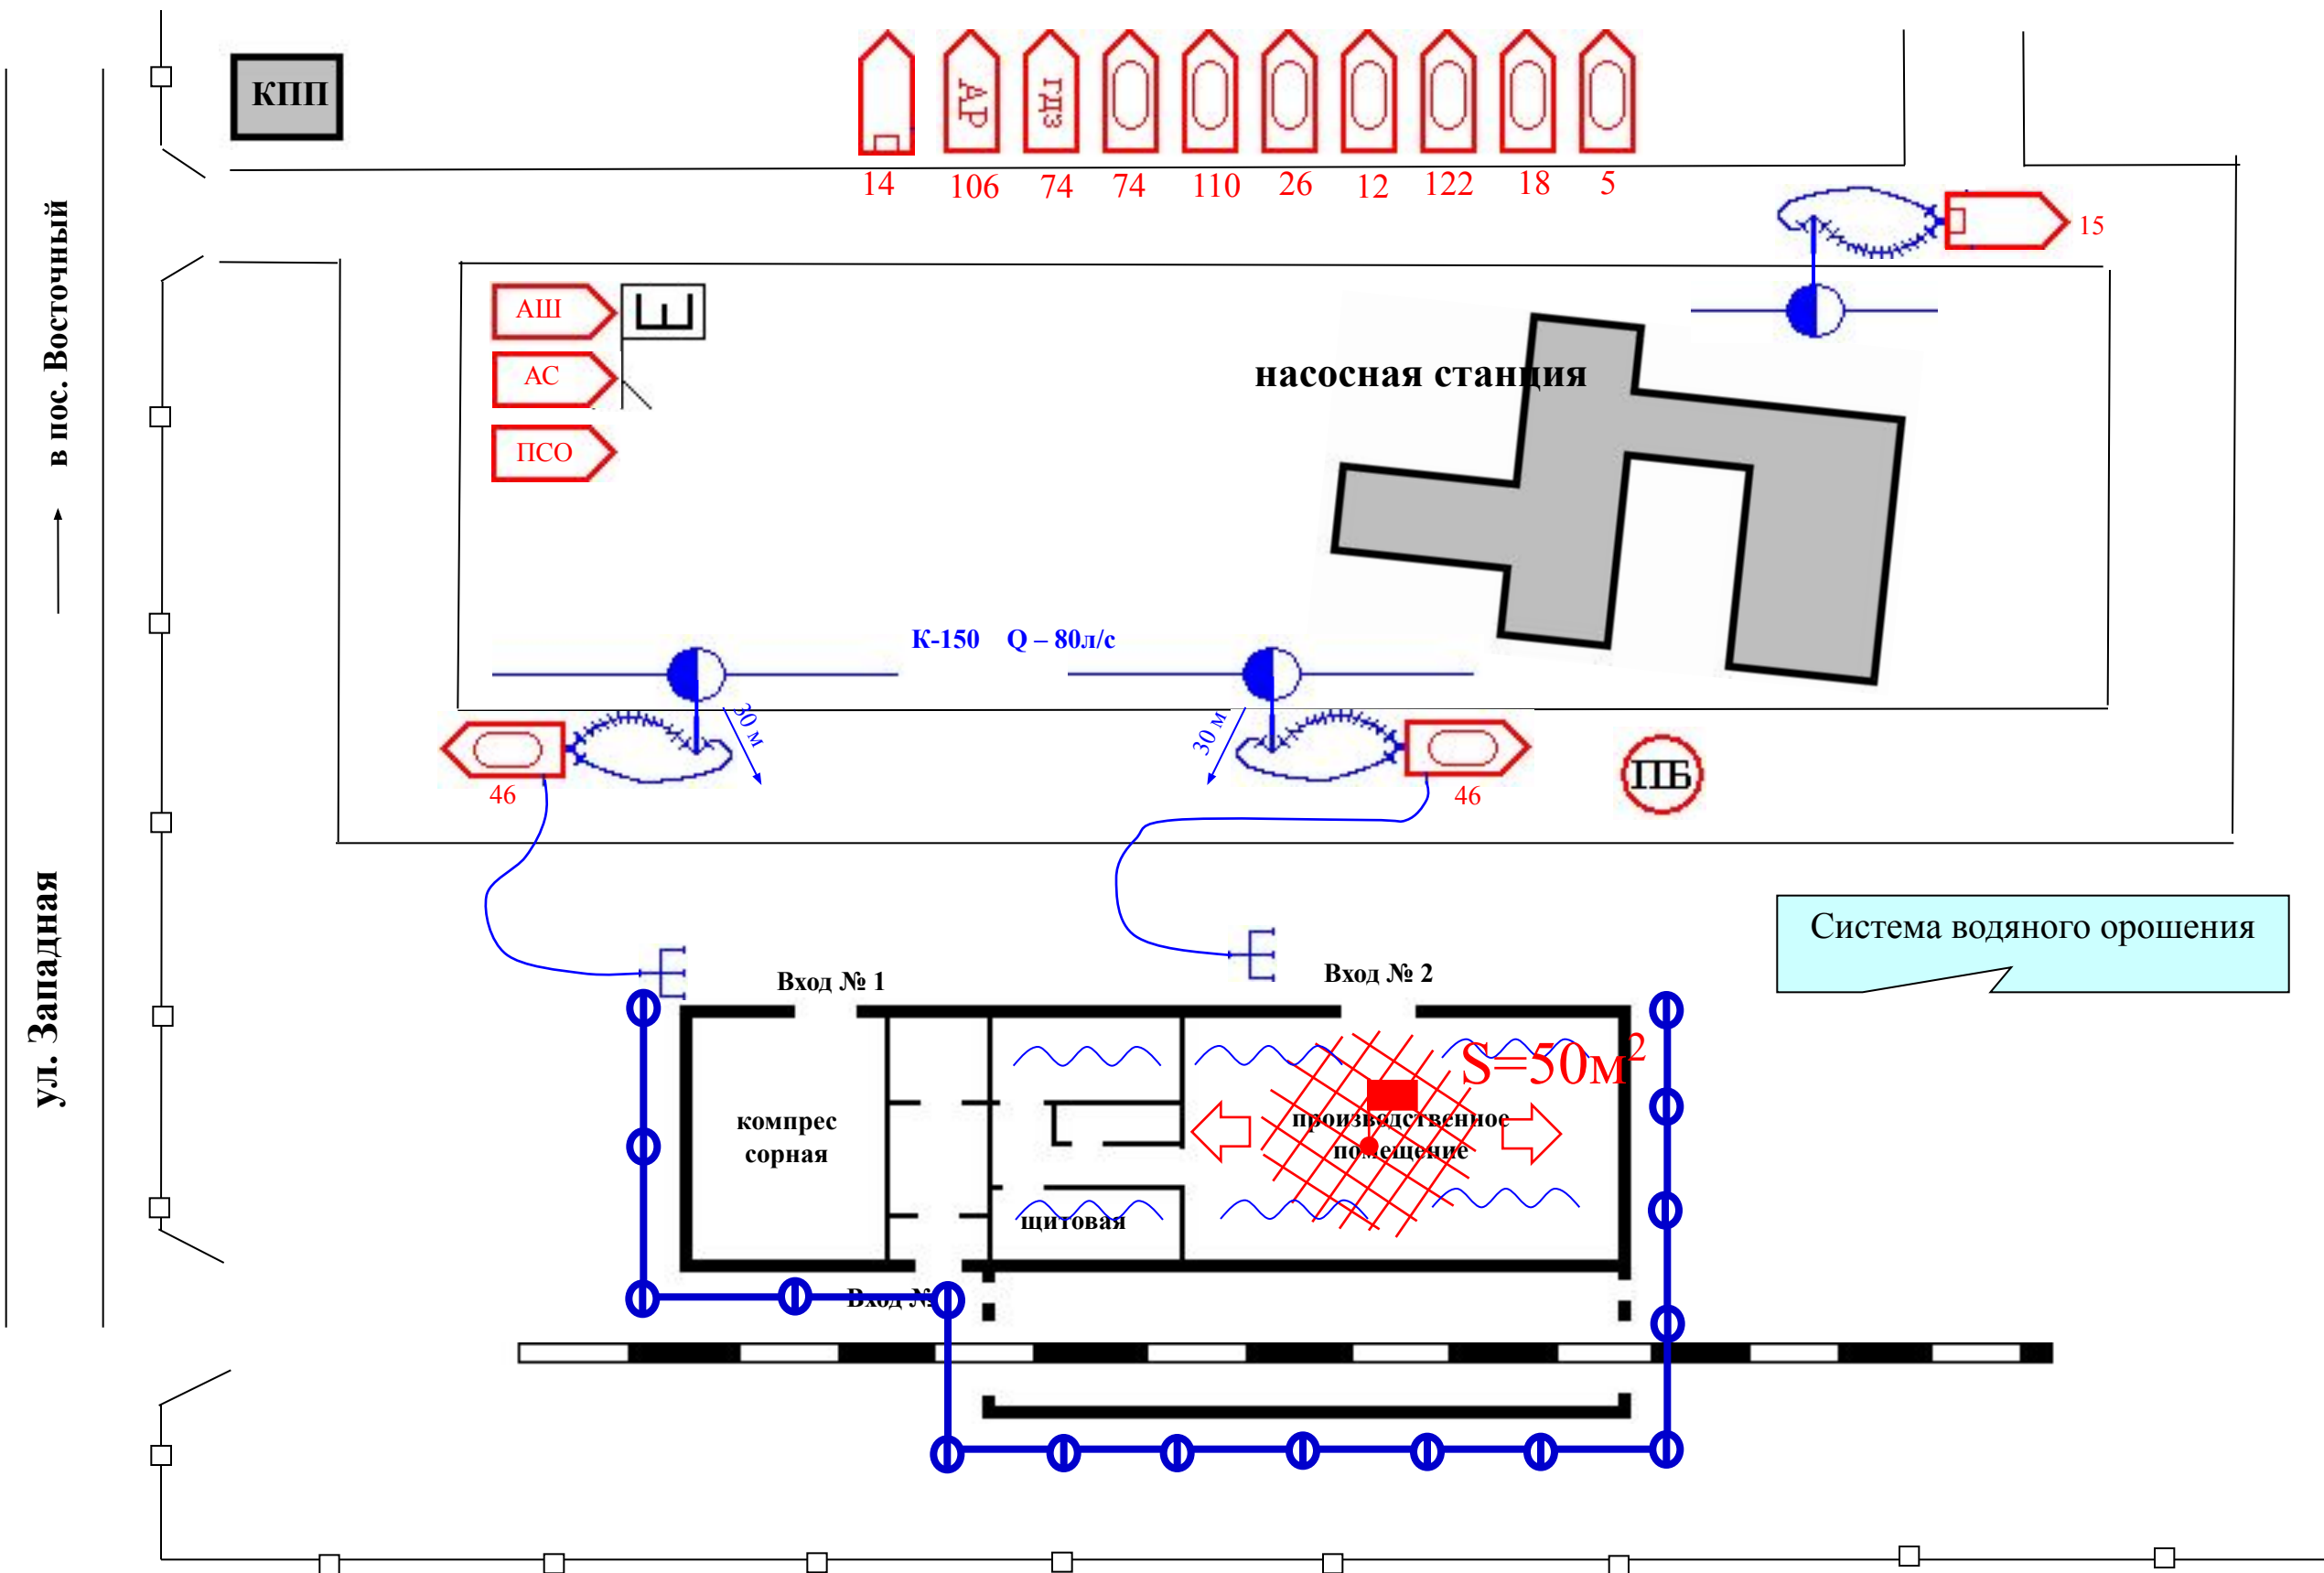 КПП
АР
ГДЗ
14
106
74
74
110
26
12
122
18
5
15
в пос. Восточный
АШ
АС
ПСО
Ш
насосная станция
К-150 Q – 80л/с
30 м
30 м
46
46
ПБ
ул. Западная
Система водяного орошения
Вход № 1
Вход № 2
S=50м²
компрес
сорная
производственное
помещение
щитовая
Вход №